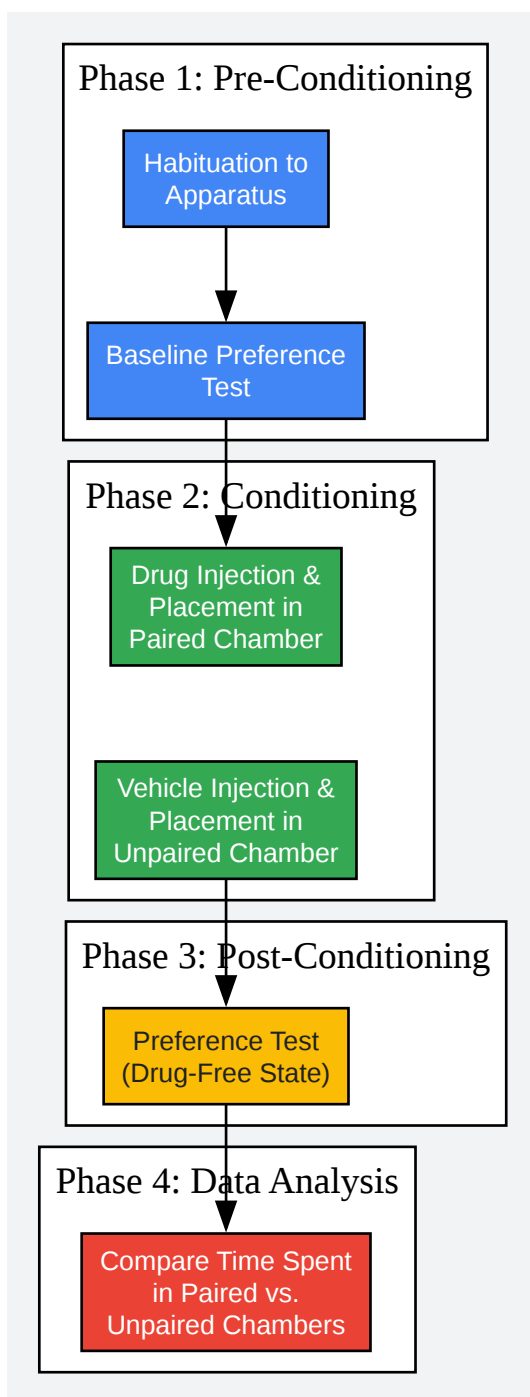 Phase 1: Pre-Conditioning
Habituation to
Apparatus
Baseline Preference
Test
Phase 2: Conditioning
Drug Injection &
Placement in
Paired Chamber
Vehicle Injection &
Placement in
Unpaired Chamber
Phase 3: Post-Conditioning
Preference Test
(Drug-Free State)
Phase 4: Data Analysis
Compare Time Spent
in Paired vs.
Unpaired Chambers